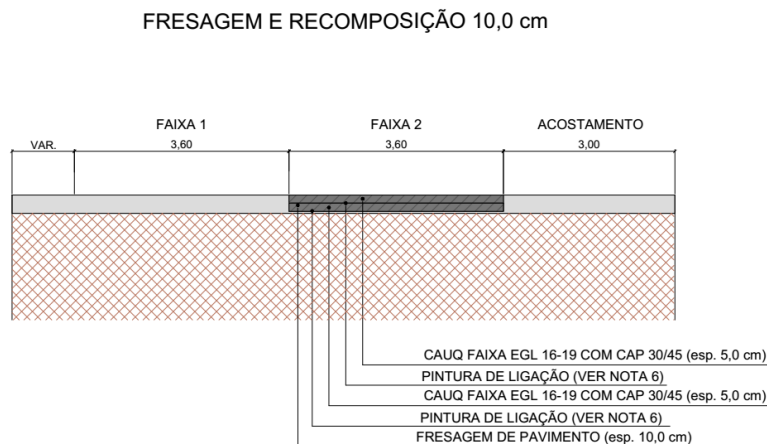 FRESAGEM E RECOMPOSIÇÃO 10,0 cm
FAIXA 1
FAIXA 2
ACOSTAMENTO
VAR.
3,60
3,60
3,00
CAUQ FAIXA EGL 16-19 COM CAP 30/45 (esp. 5,0 cm)
PINTURA DE LIGAÇÃO (VER NOTA 6)
CAUQ FAIXA EGL 16-19 COM CAP 30/45 (esp. 5,0 cm)
PINTURA DE LIGAÇÃO (VER NOTA 6)
FRESAGEM DE PAVIMENTO (esp. 10,0 cm)